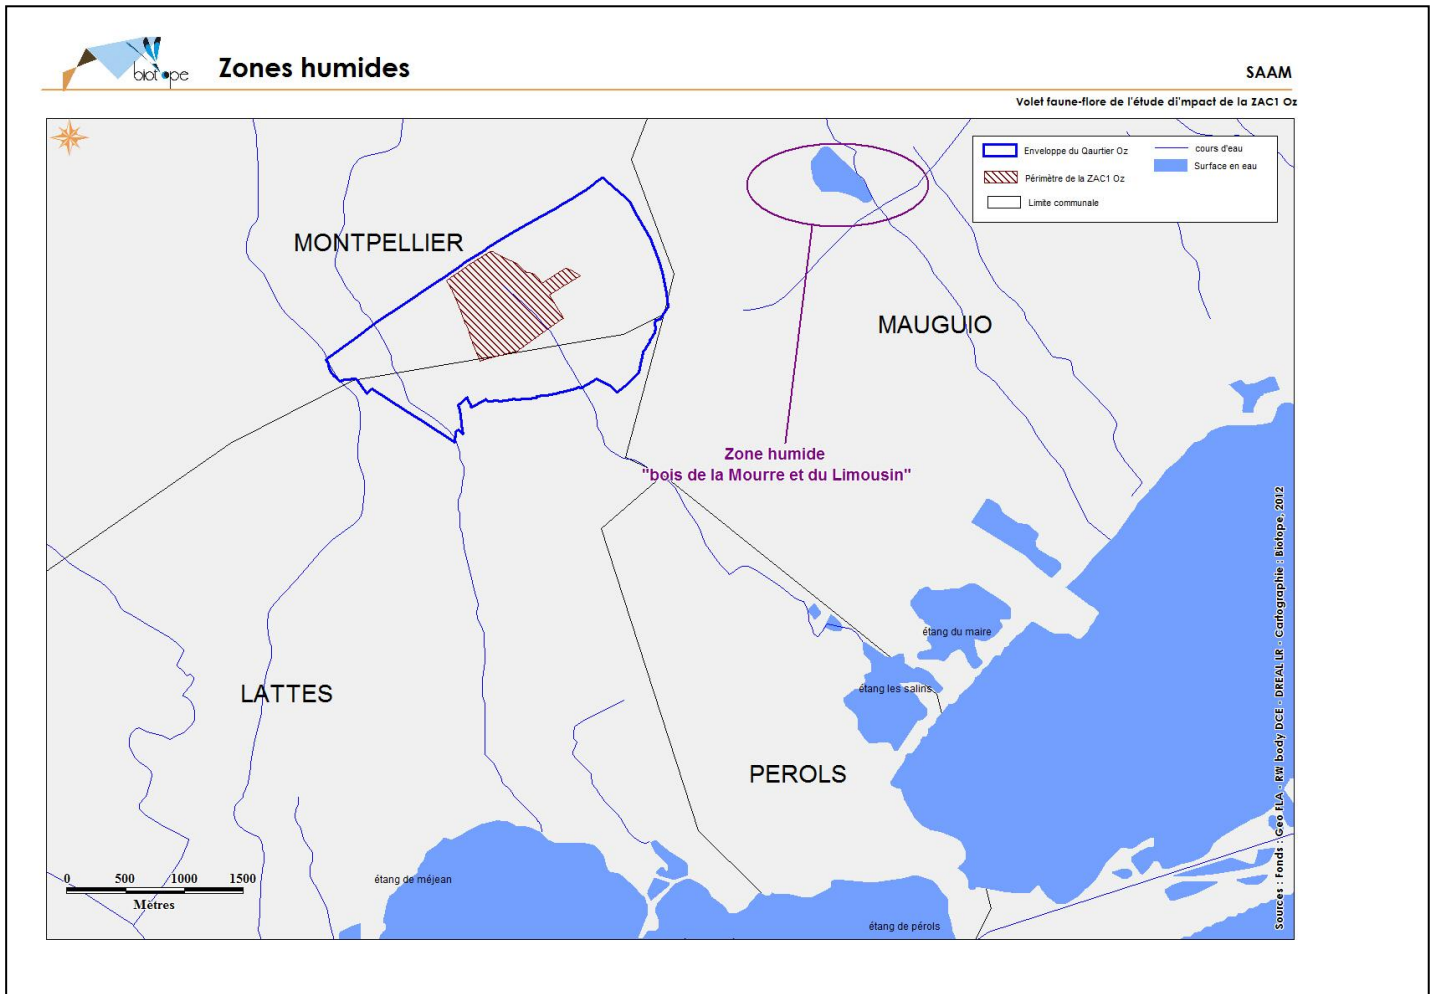 biotope
Zones humides
SAAM
Volet faune-flore de l'étude di'mpact de la ZAC1 Oz
Enveloppe du Qaurtier Oz
cours d'eau
Surface en eau
Périmètre de la ZAC1 Oz
Limite communale
MONTPELLIER
MAUGUIO
Zone humide
"bois de la Mourre et du Limousin"
étang du maire
étang les salins
LATTES
PEROLS
étang de méjean
étang de pérols
0 500 1000 1500
Mètres
Sources : Fonds : Geo FLA - RW body DCE - DREAL LR - Cartographie : Biotope, 2012